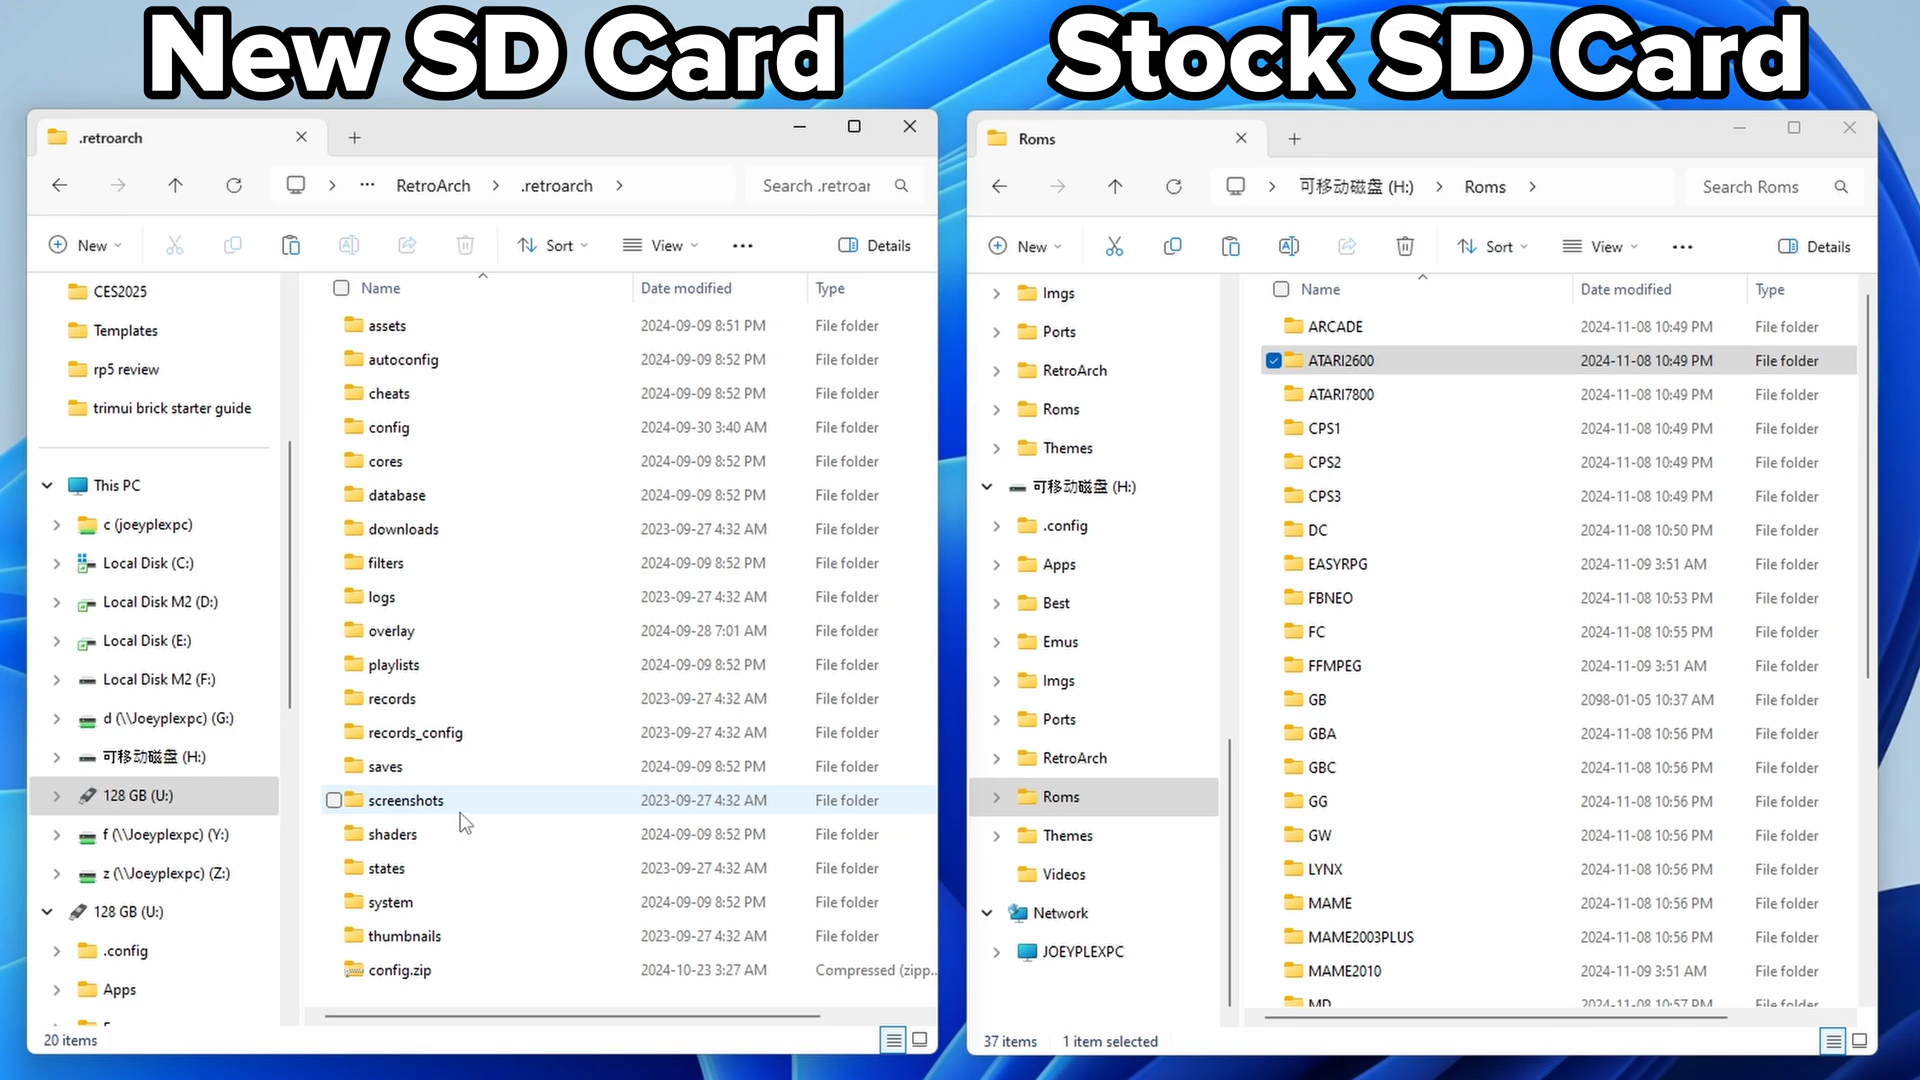 New SD Card
Stock SD Card
.retroarch
RetroArch
.retroarch
Search .retroar
New
Sort
View
Details
CES2025
Templates
rp5 review
trimui brick starter guide
This PC
c (joeyplexpc)
Local Disk (C:)
Local Disk M2 (D:)
Local Disk (E:)
Local Disk M2 (F:)
d (\\Joeyplexpc) (G:)
可移动磁盘 (H:)
128 GB (U:)
f (\\Joeyplexpc) (Y:)
z (\\Joeyplexpc) (Z:)
128 GB (U:)
.config
Apps
Name Date modified Type
assets 2024-09-09 8:51 PM File folder
autoconfig 2024-09-09 8:52 PM File folder
cheats 2024-09-09 8:52 PM File folder
config 2024-09-30 3:40 AM File folder
cores 2024-09-09 8:52 PM File folder
database 2024-09-09 8:52 PM File folder
downloads 2023-09-27 4:32 AM File folder
filters 2024-09-09 8:52 PM File folder
logs 2023-09-27 4:32 AM File folder
overlay 2024-09-28 7:01 AM File folder
playlists 2024-09-09 8:52 PM File folder
records 2023-09-27 4:32 AM File folder
records_config 2023-09-27 4:32 AM File folder
saves 2024-09-09 8:52 PM File folder
screenshots 2023-09-27 4:32 AM File folder
shaders 2024-09-09 8:52 PM File folder
states 2023-09-27 4:32 AM File folder
system 2024-09-09 8:52 PM File folder
thumbnails 2023-09-27 4:32 AM File folder
config.zip 2024-10-23 3:27 AM Compressed (zipp...
20 items
Roms
可移动磁盘 (H:)
Roms
Search Roms
New
Sort
View
Details
Imgs
Ports
RetroArch
Roms
Themes
可移动磁盘 (H:)
.config
Apps
Best
Emus
Imgs
Ports
RetroArch
Roms
Themes
Videos
Network
JOEYPLEXPC
Name Date modified Type
ARCADE 2024-11-08 10:49 PM File folder
ATARI2600 2024-11-08 10:49 PM File folder
ATARI7800 2024-11-08 10:49 PM File folder
CPS1 2024-11-08 10:49 PM File folder
CPS2 2024-11-08 10:49 PM File folder
CPS3 2024-11-08 10:49 PM File folder
DC 2024-11-08 10:50 PM File folder
EASYRPG 2024-11-09 3:51 AM File folder
FBNEO 2024-11-08 10:53 PM File folder
FC 2024-11-08 10:55 PM File folder
FFMPEG 2024-11-09 3:51 AM File folder
GB 2098-01-05 10:37 AM File folder
GBA 2024-11-08 10:56 PM File folder
GBC 2024-11-08 10:56 PM File folder
GG 2024-11-08 10:56 PM File folder
GW 2024-11-08 10:56 PM File folder
LYNX 2024-11-08 10:56 PM File folder
MAME 2024-11-08 10:56 PM File folder
MAME2003PLUS 2024-11-08 10:56 PM File folder
MAME2010 2024-11-09 3:51 AM File folder
MD 2024-11-08 10:57 PM File folder
37 items
1 item selected